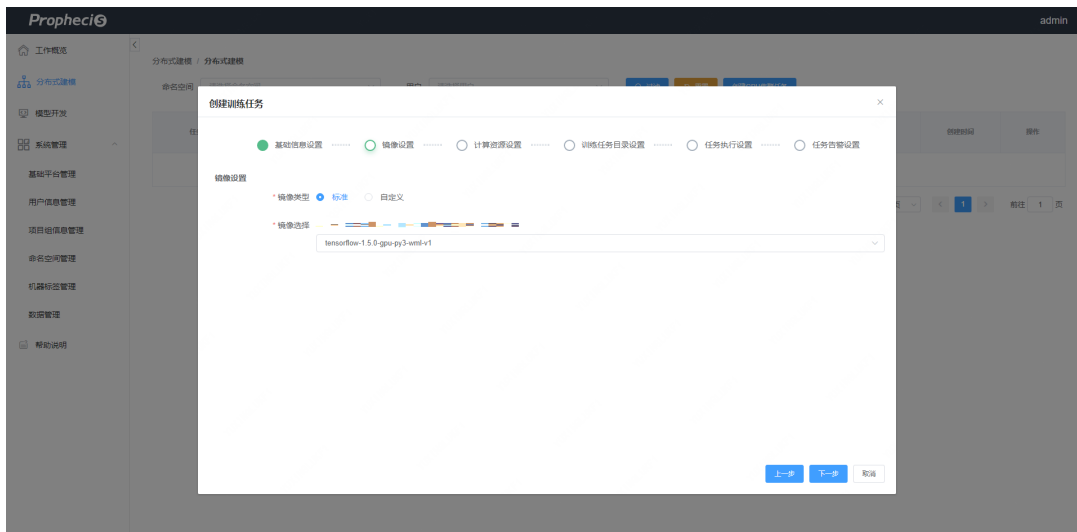 PropheciS
admin
工作概览
分布式建模
模型开发
系统管理
基础平台管理
用户信息管理
项目组信息管理
命名空间管理
机器标签管理
数据管理
帮助说明
分布式建模 / 分布式建模
命名空间
创建时间 操作
1
前往 1 页
创建训练任务
基础信息设置 镜像设置 计算资源设置 训练任务目录设置 任务执行设置 任务告警设置
镜像设置
*镜像类型 标准 自定义
*镜像选择
tensorflow-1.5.0-gpu-py3-wml-v1
上一步 下一步 取消